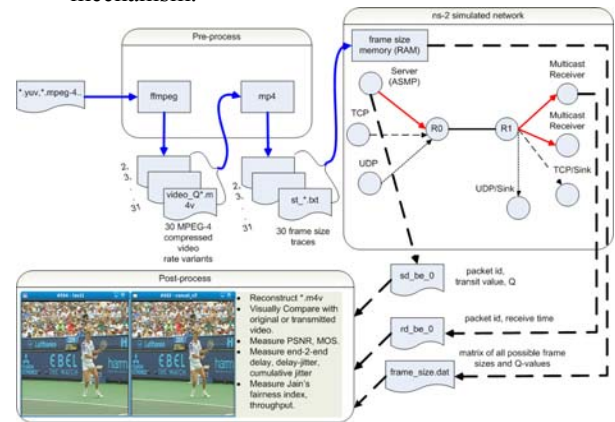 mechanism.
Pre-process
*.yuv,*.mpeg-4..
ffmpeg
mp4
2.
3.
.
.
31
video_Q*.m
4v
30 MPEG-4
compressed
video
rate variants
2.
3.
.
.
31
st_*.txt
30 frame size
traces
ns-2 simulated network
frame size
memory (RAM)
Server
(ASMP)
TCP
UDP
R0
R1
Multicast
Receiver
Multicast
Receiver
TCP/Sink
UDP/Sink
sd_be_0
packet id,
transit value, Q
rd_be_0
packet id, receive time
frame_size.dat
matrix of all possible frame
sizes and Q-values
Post-process
EBEL
EBEL
• Reconstruct *.m4v
• Visually Compare with
original or transmitted
video.
• Measure PSNR, MOS.
• Measure end-2-end
delay, delay-jitter,
cumulative jitter
• Measure Jain's
fairness index,
throughput.